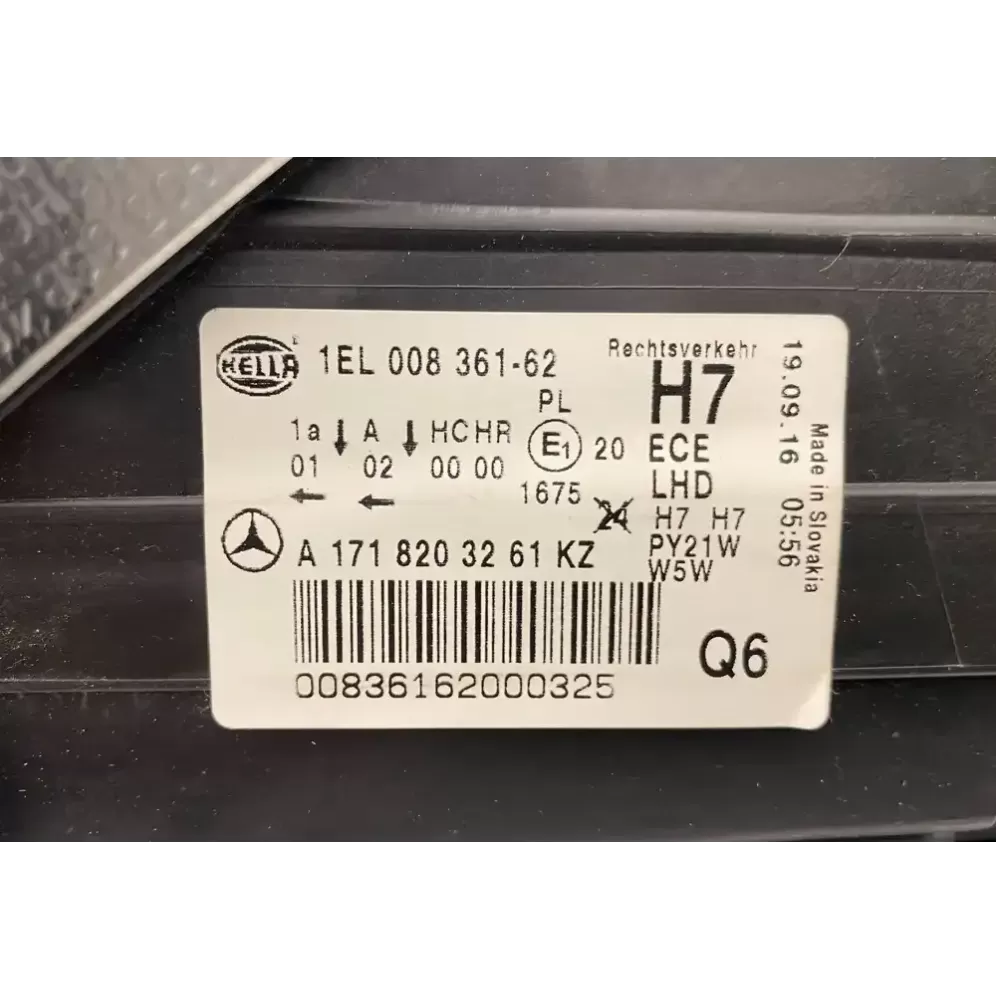 HELLA
1EL 008 361-62
Rechtsverkehr
PL
H7
1a A HCHR
E1 20
ECE
01 02 00 00
1675
LHD
24 H7 H7
A 171 820 32 61 KZ
PY21W
W5W
00836162000325
Q6
19.09.16 05:56
Made in Slovakia